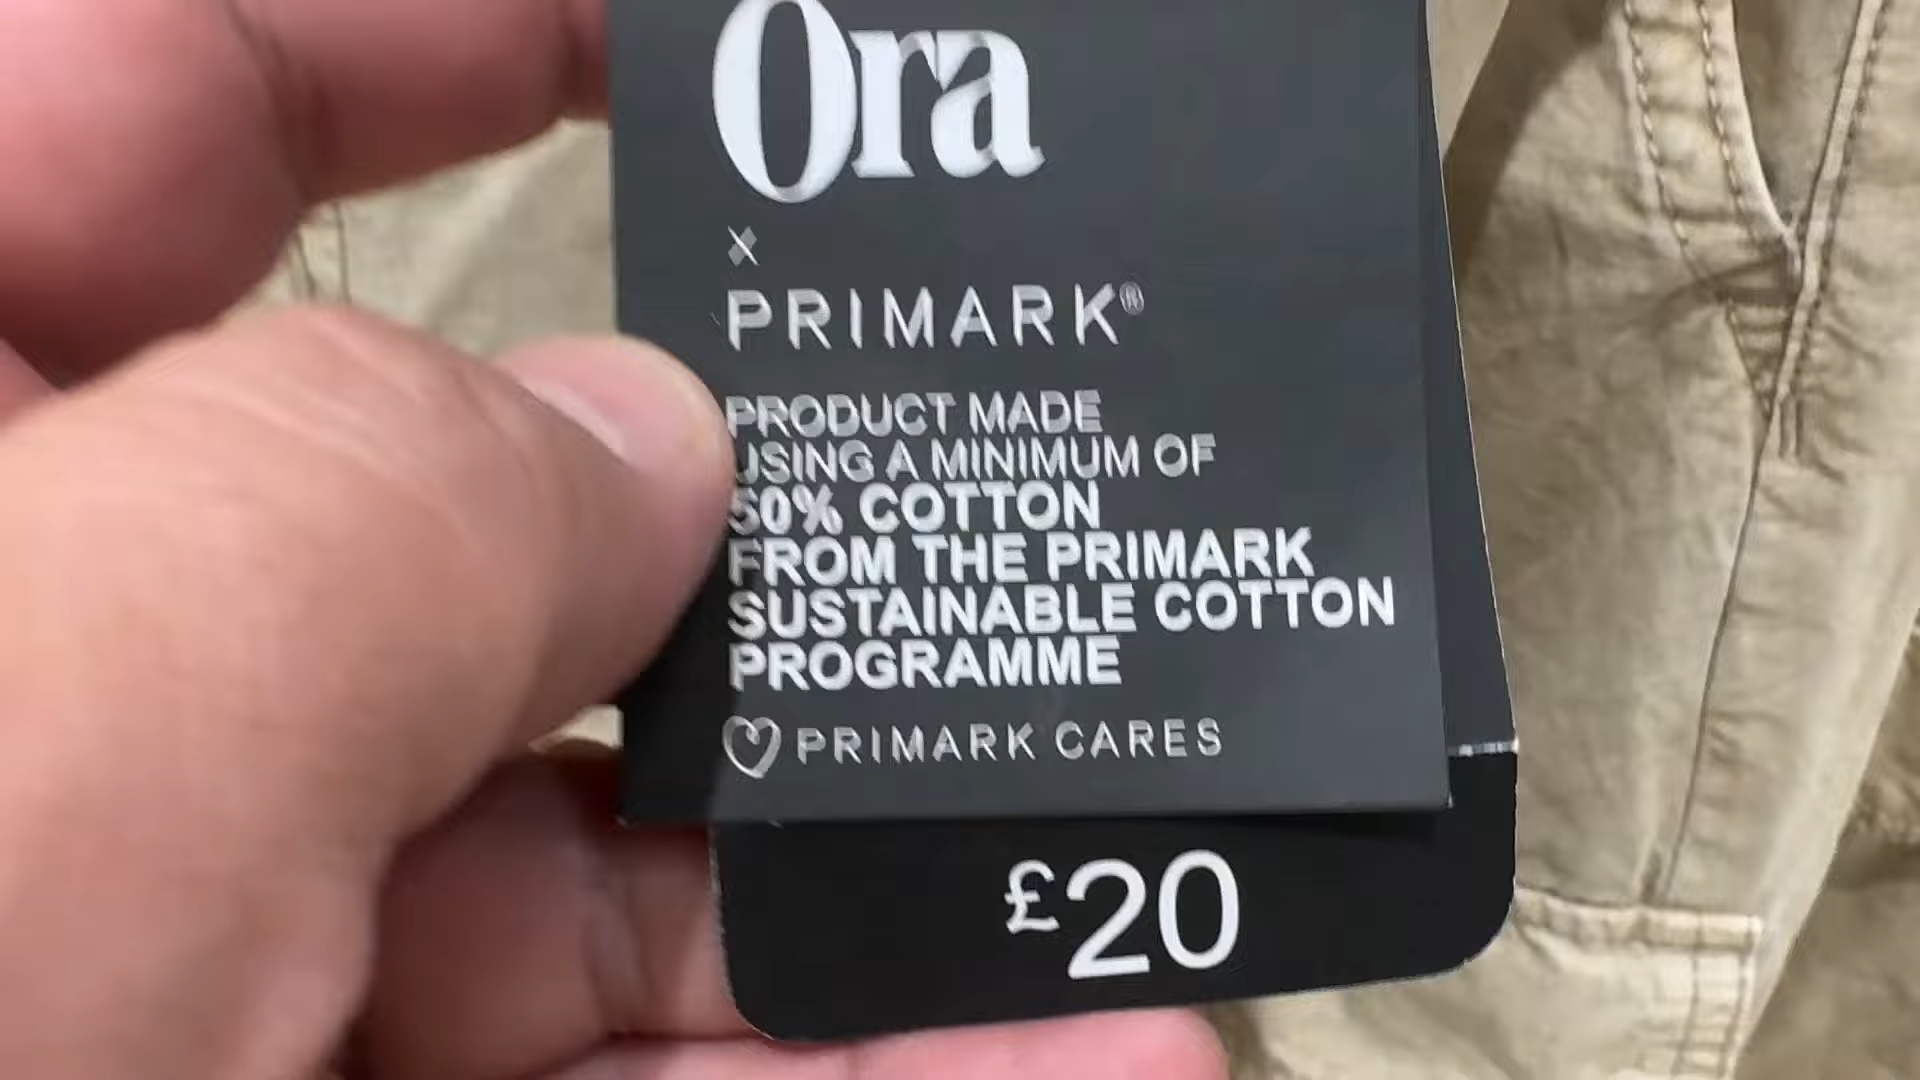 Ora
x
PRIMARK®
PRODUCT MADE
USING A MINIMUM OF
50% COTTON
FROM THE PRIMARK
SUSTAINABLE COTTON
PROGRAMME
PRIMARK CARES
£20